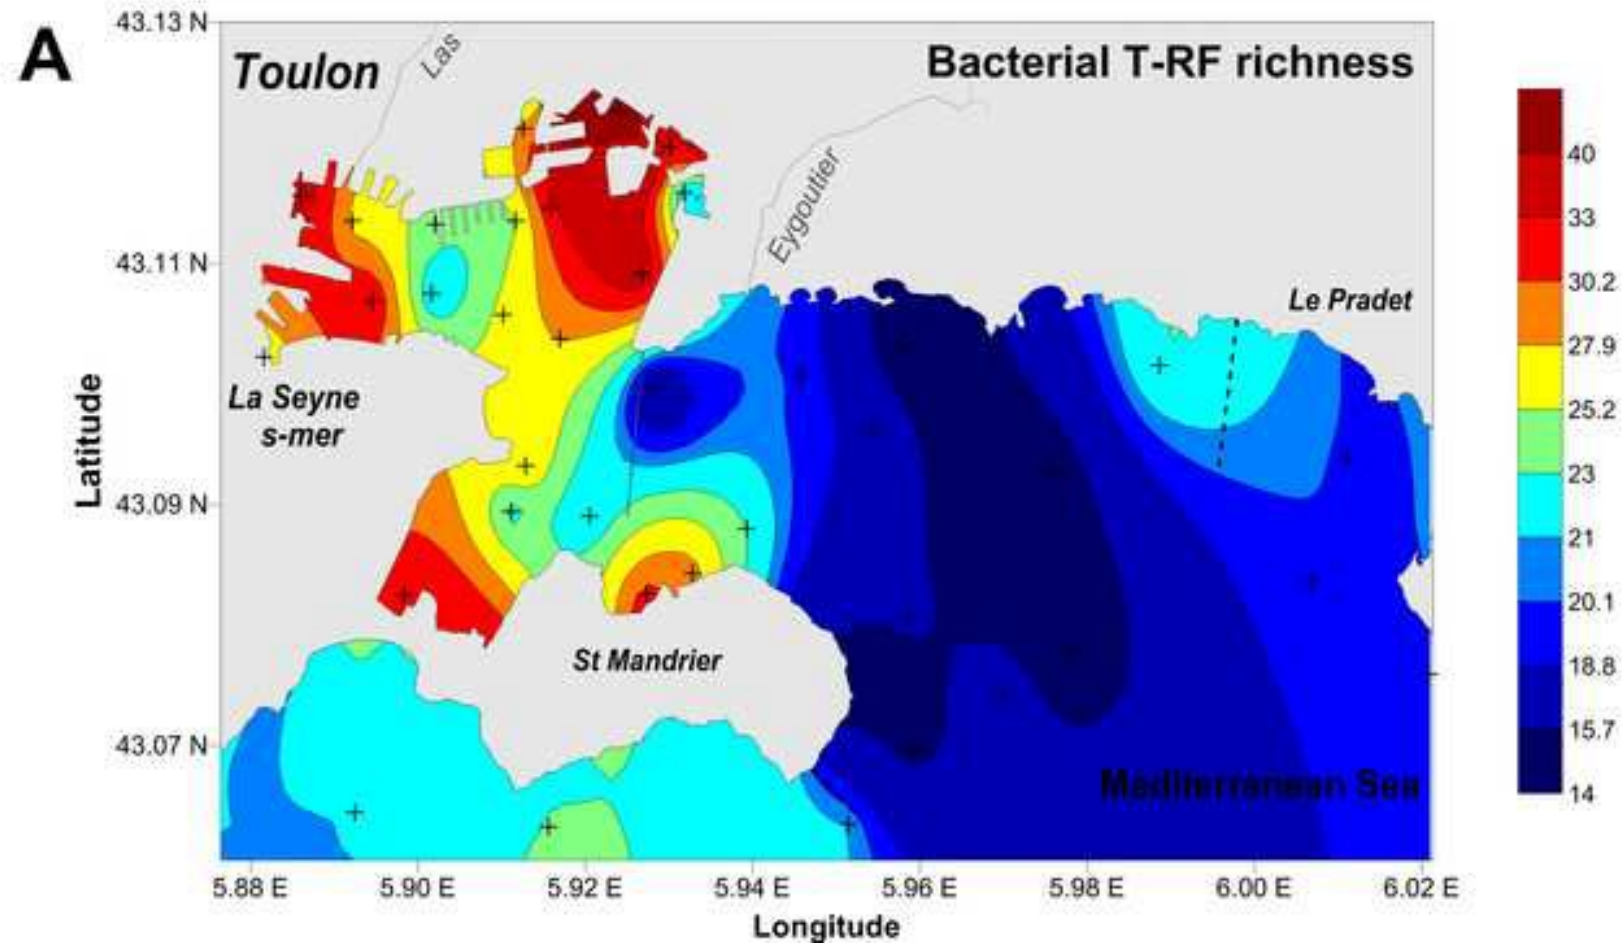 A
Toulon
Las
Bacterial T-RF richness
Eygoutier
Le Pradet
La Seyne
s-mer
St Mandrier
Mediterranean Sea
Latitude
43.13 N
43.11 N
43.09 N
43.07 N
5.88 E
5.90 E
5.92 E
5.94 E
5.96 E
5.98 E
6.00 E
6.02 E
Longitude
40
33
30.2
27.9
25.2
23
21
20.1
18.8
15.7
14